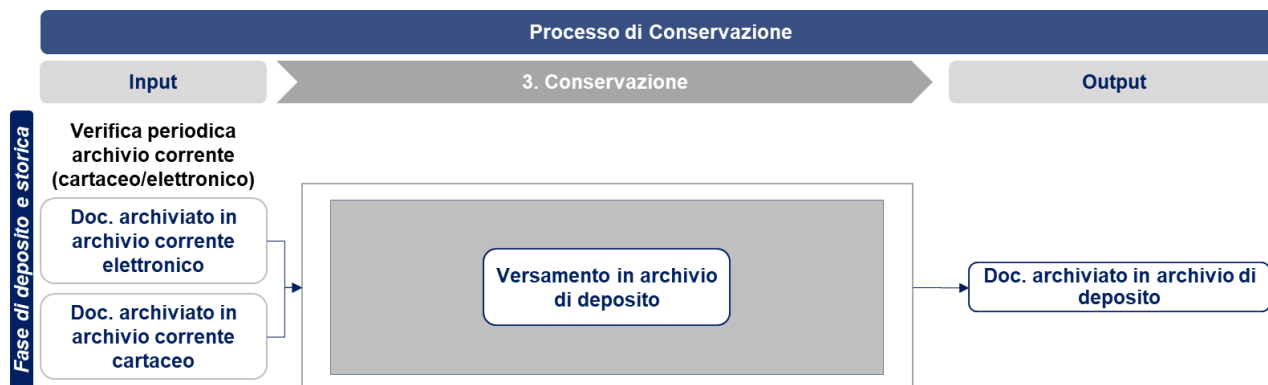 Processo di Conservazione
Input
3. Conservazione
Output
Fase di deposito e storica
Verifica periodica
archivio corrente
(cartaceo/elettronico)
Doc. archiviato in
archivio corrente
elettronico
Doc. archiviato in
archivio corrente
cartaceo
Versamento in archivio
di deposito
Doc. archiviato in archivio di
deposito